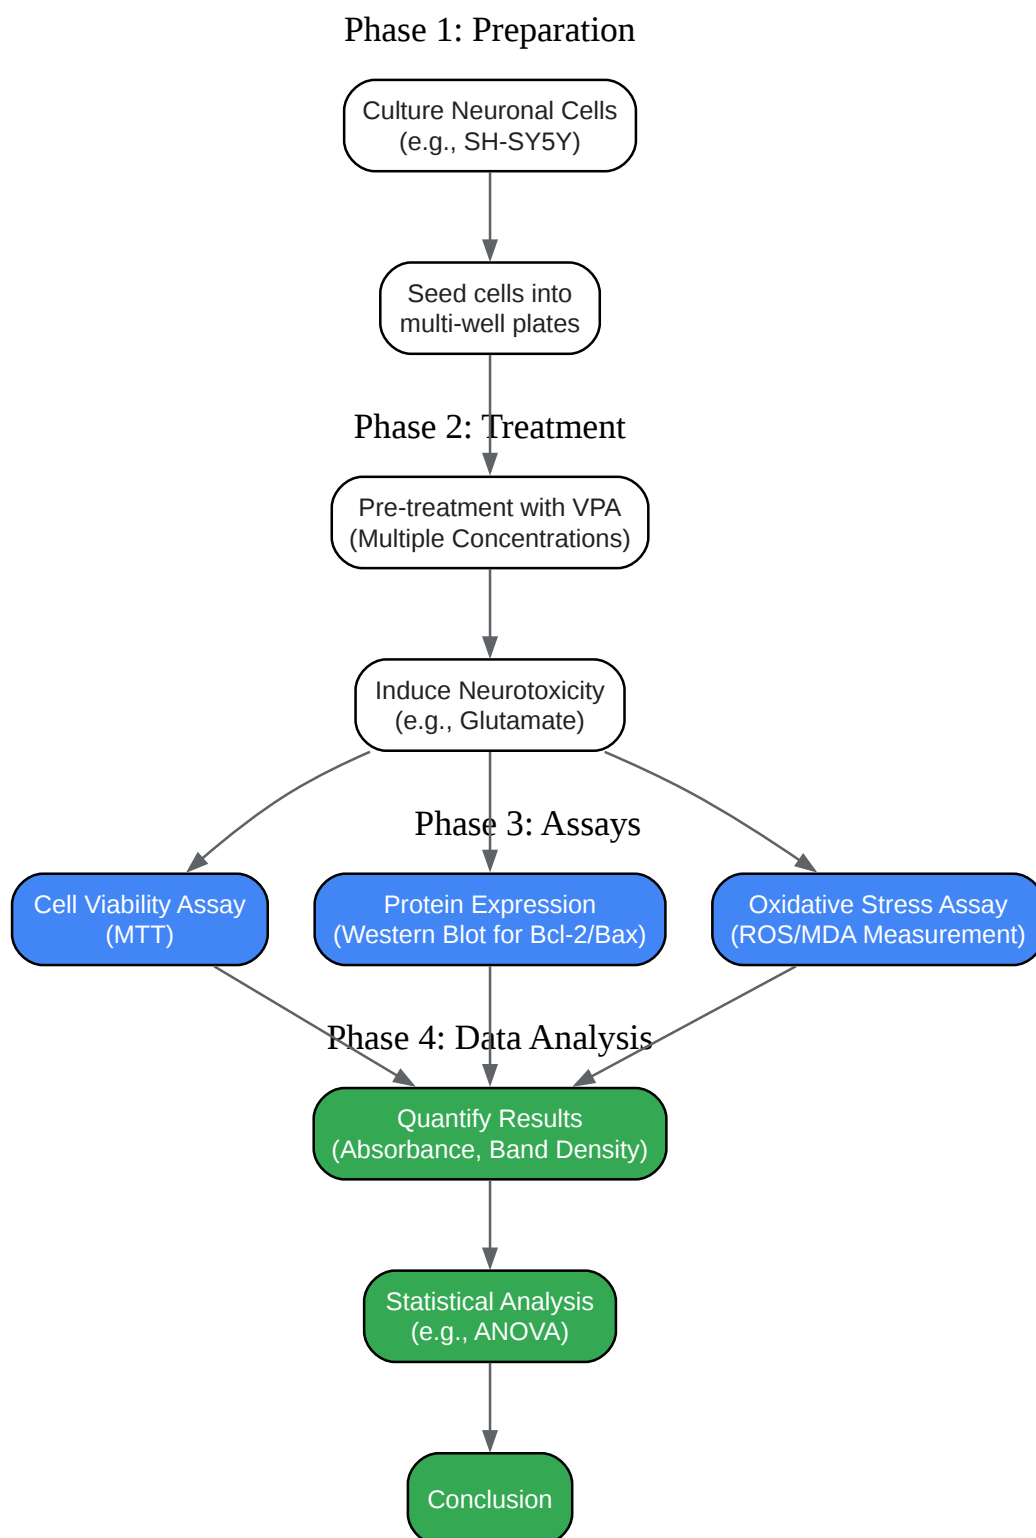 Phase 1: Preparation
Culture Neuronal Cells
(e.g., SH-SY5Y)
Seed cells into
multi-well plates
Phase 2: Treatment
Pre-treatment with VPA
(Multiple Concentrations)
Induce Neurotoxicity
(e.g., Glutamate)
Phase 3: Assays
Cell Viability Assay
(MTT)
Protein Expression
(Western Blot for Bcl-2/Bax)
Oxidative Stress Assay
(ROS/MDA Measurement)
Phase 4: Data Analysis
Quantify Results
(Absorbance, Band Density)
Statistical Analysis
(e.g., ANOVA)
Conclusion